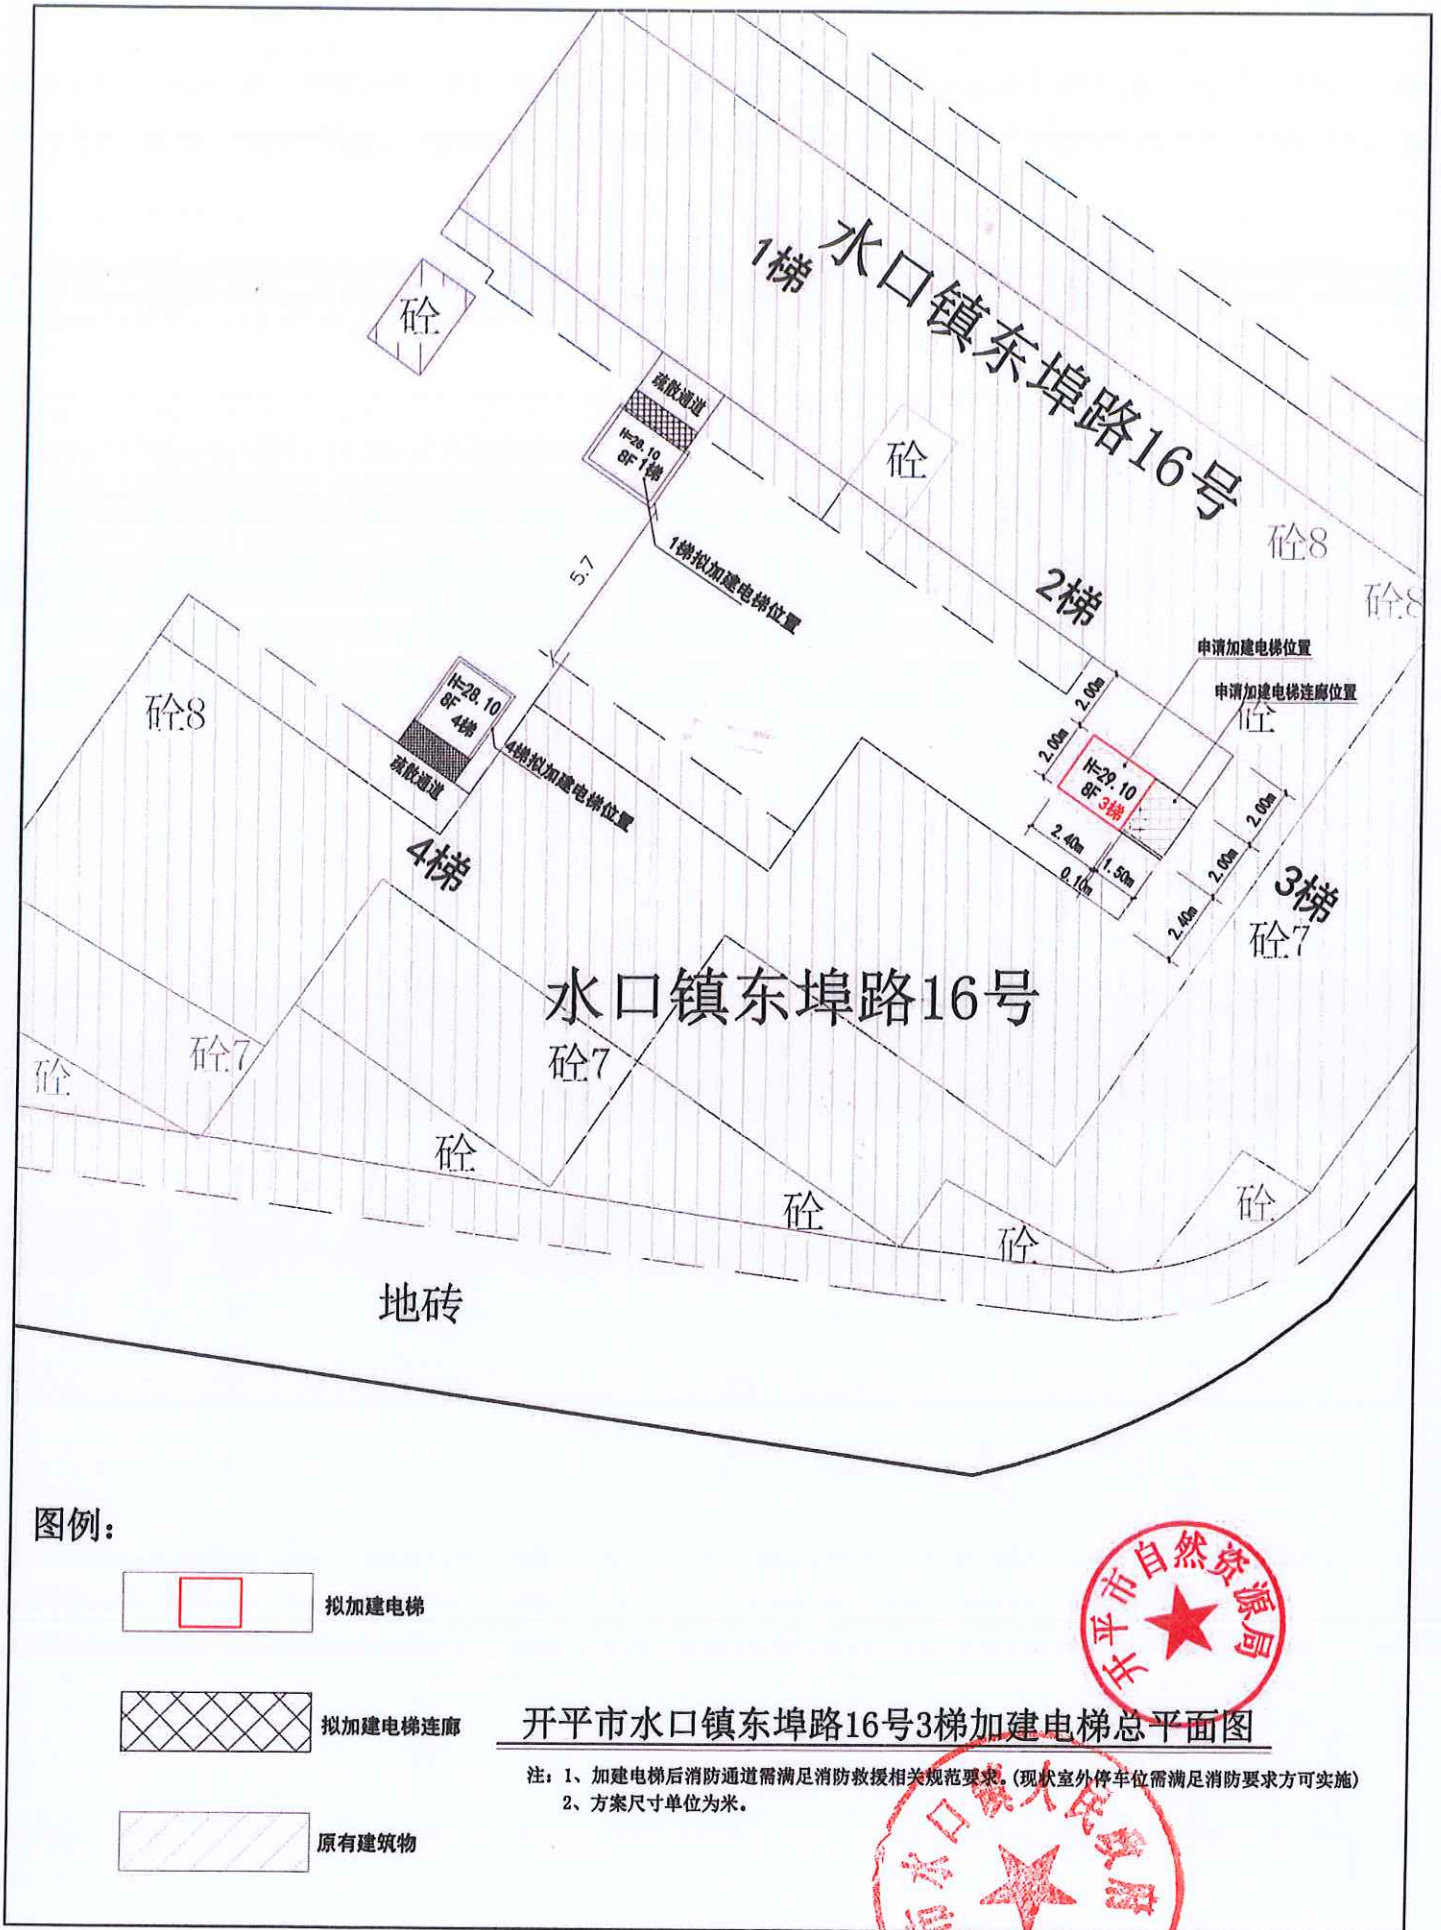 水口镇东埠路16号
1梯
砼
疏散通道
H=28.10
8F 1梯
砼
砼8
砼8
1梯拟加建电梯位置
5.7
2梯
申请加建电梯位置
申请加建电梯连廊位置
砼
2.00m
2.00m
H=29.10
8F 3梯
2.40m
0.10m
1.50m
2.00m
2.00m
2.40m
3梯
砼7
砼8
H=28.10
8F
4梯
疏散通道
4梯拟加建电梯位置
4梯
水口镇东埠路16号
砼7
砼7
砼
砼
砼
砼
砼
地砖
图例：
拟加建电梯
拟加建电梯连廊
原有建筑物
开平市自然资源局
开平市水口镇东埠路16号3梯加建电梯总平面图
注：1、加建电梯后消防通道需满足消防救援相关规范要求。(现状室外停车位需满足消防要求方可实施)
2、方案尺寸单位为米。
市水口镇人民政府